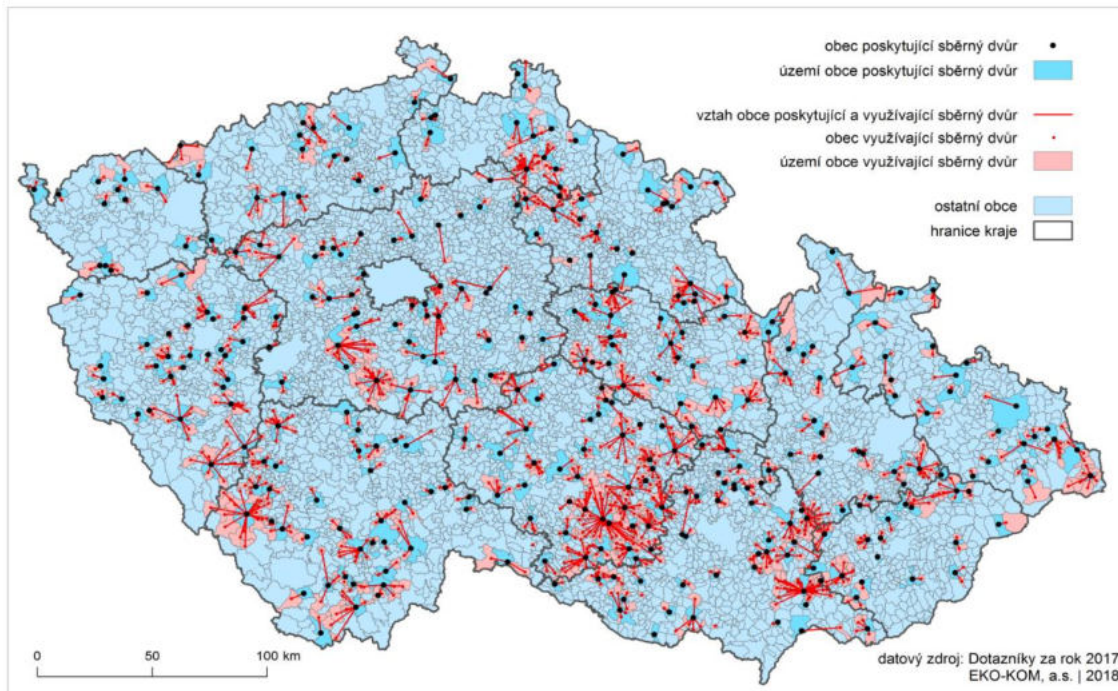 obec poskytující sběrný dvůr
území obce poskytující sběrný dvůr
vztah obce poskytující a využívající sběrný dvůr
obec využívající sběrný dvůr
území obce využívající sběrný dvůr
ostatní obce
hranice kraje
0 50 100 km
datový zdroj: Dotazníky za rok 2017
EKO-KOM, a.s. | 2018